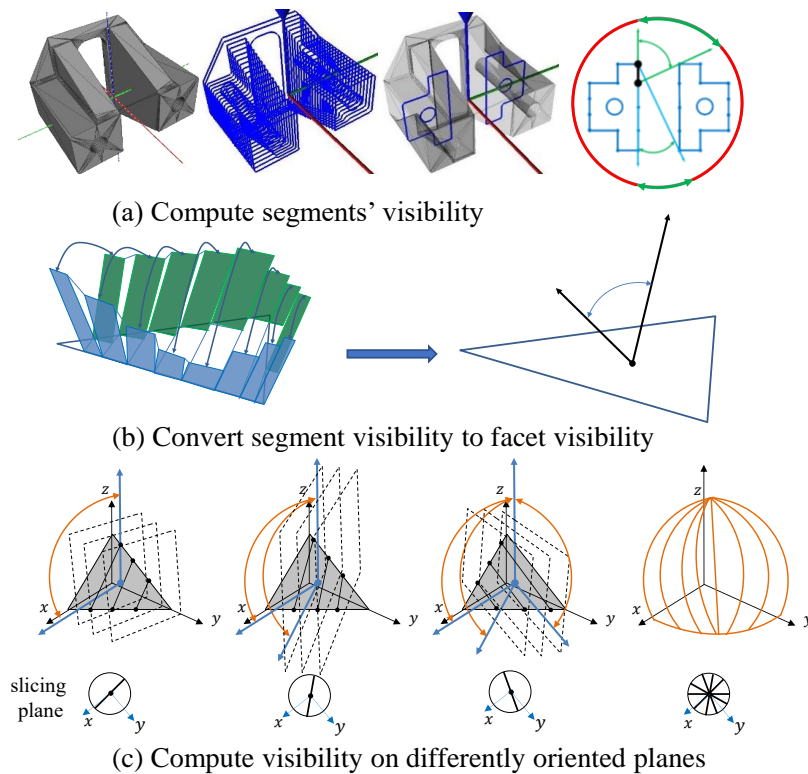 (a) Compute segments’ visibility
(b) Convert segment visibility to facet visibility
z
z
z
z
x
y
x
y
x
y
x
y
slicing
plane
x
y
x
y
x
y
x
y
(c) Compute visibility on differently oriented planes